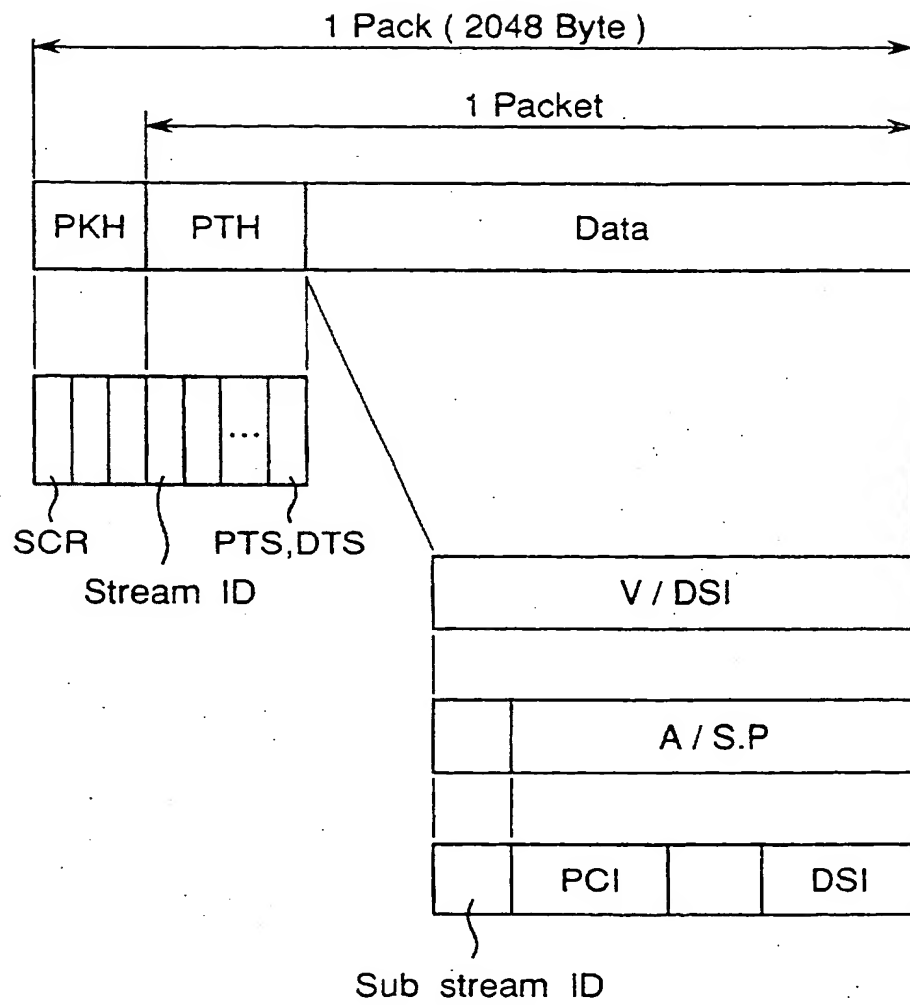 1 Pack ( 2048 Byte )
1 Packet
PKH PTH Data
...
SCR PTS,DTS
Stream ID
V / DSI
A / S.P
PCI DSI
Sub stream ID